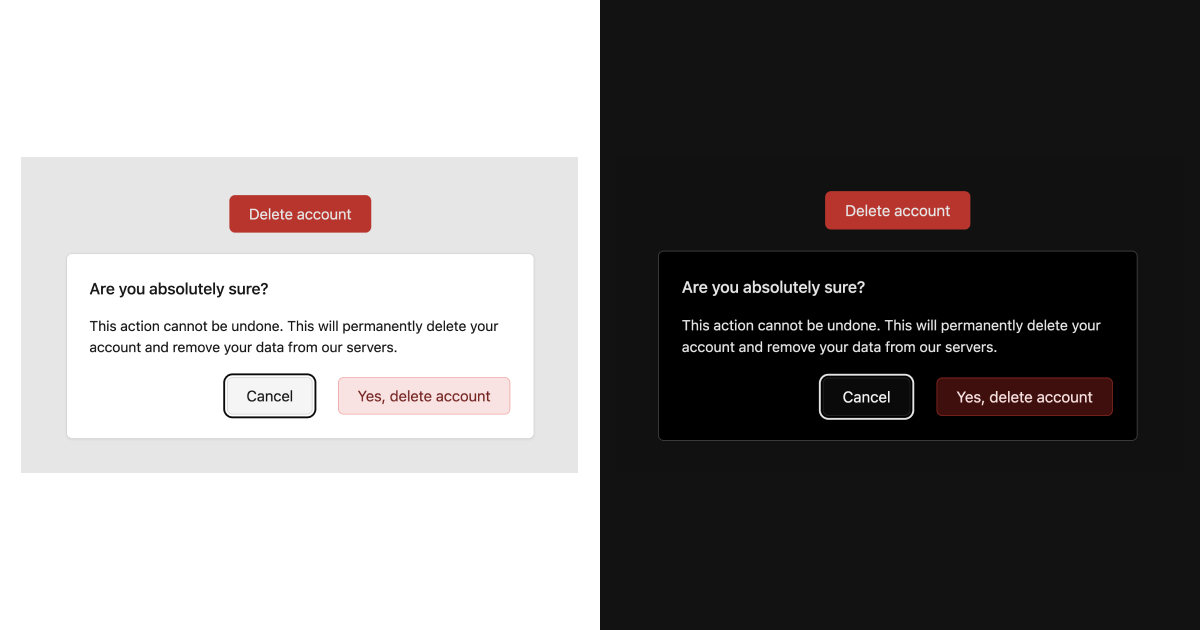 Delete account
Are you absolutely sure?
This action cannot be undone. This will permanently delete your
account and remove your data from our servers.
Cancel
Yes, delete account
Delete account
Are you absolutely sure?
This action cannot be undone. This will permanently delete your
account and remove your data from our servers.
Cancel
Yes, delete account